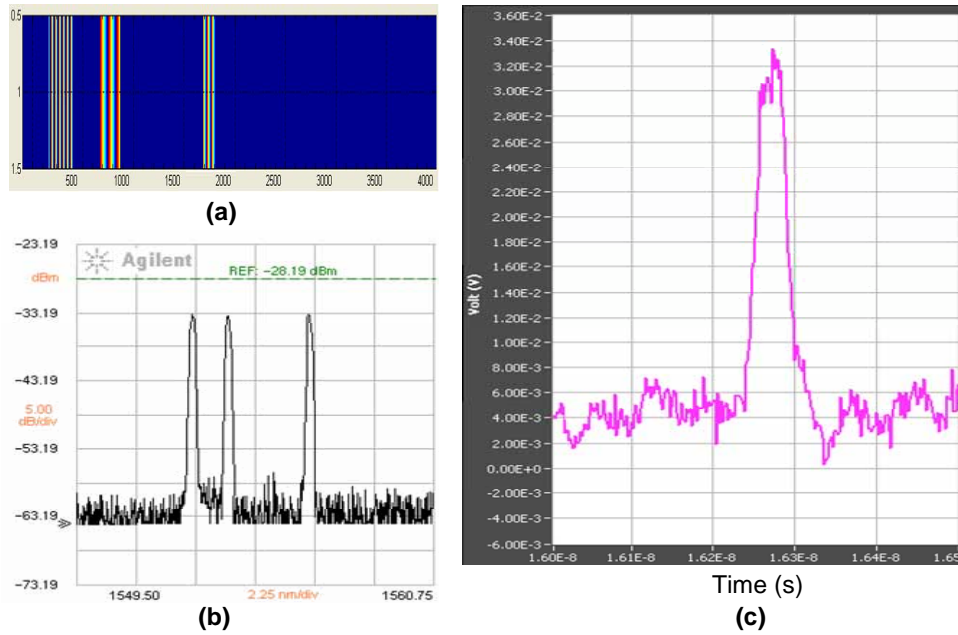 0.5
1
1.5
500 1000 1500 2000 2500 3000 3500 4000
(a)
-23.19
dBm
-33.19
-43.19
5.00
dB/div
-53.19
-63.19
-73.19
Agilent
REF: -28.19 dBm
1549.50 2.25 nm/div 1560.75
(b)
3.60E-2
3.40E-2
3.20E-2
3.00E-2
2.80E-2
2.60E-2
2.40E-2
2.20E-2
2.00E-2
1.80E-2
1.60E-2
1.40E-2
1.20E-2
1.00E-2
8.00E-3
6.00E-3
4.00E-3
2.00E-3
0.00E+0
-2.00E-3
-4.00E-3
-6.00E-3
Volt (V)
1.60E-8 1.61E-8 1.62E-8 1.63E-8 1.64E-8
Time (s)
(c)